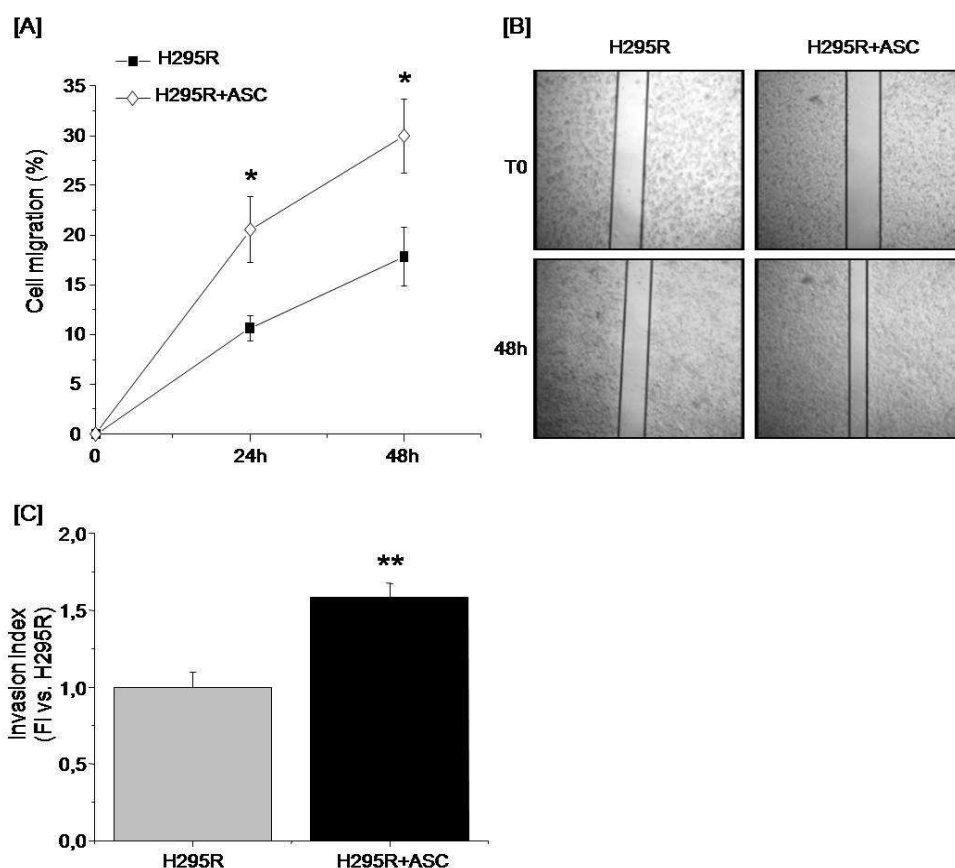 [A]
H295R
H295R+ASC
Cell migration (%)
35
30
25
20
15
10
5
0
*
*
0
24h
48h
[B]
H295R
H295R+ASC
T0
48h
[C]
Invasion index
(FI vs. H295R)
2,0
1,5
1,0
0,5
0,0
**
H295R
H295R+ASC